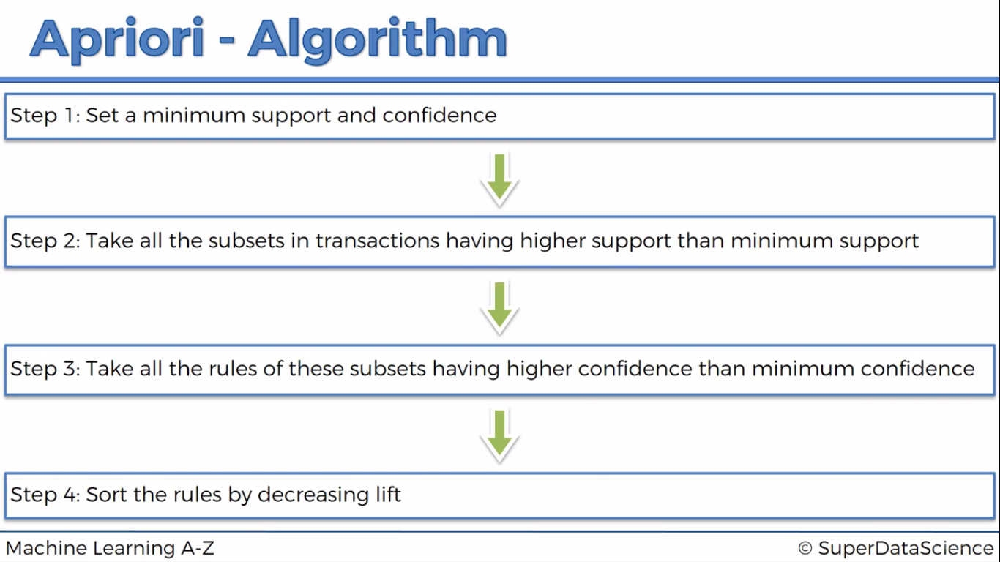 Apriori - Algorithm
Step 1: Set a minimum support and confidence
Step 2: Take all the subsets in transactions having higher support than minimum support
Step 3: Take all the rules of these subsets having higher confidence than minimum confidence
Step 4: Sort the rules by decreasing lift
Machine Learning A-Z
© SuperDataScience